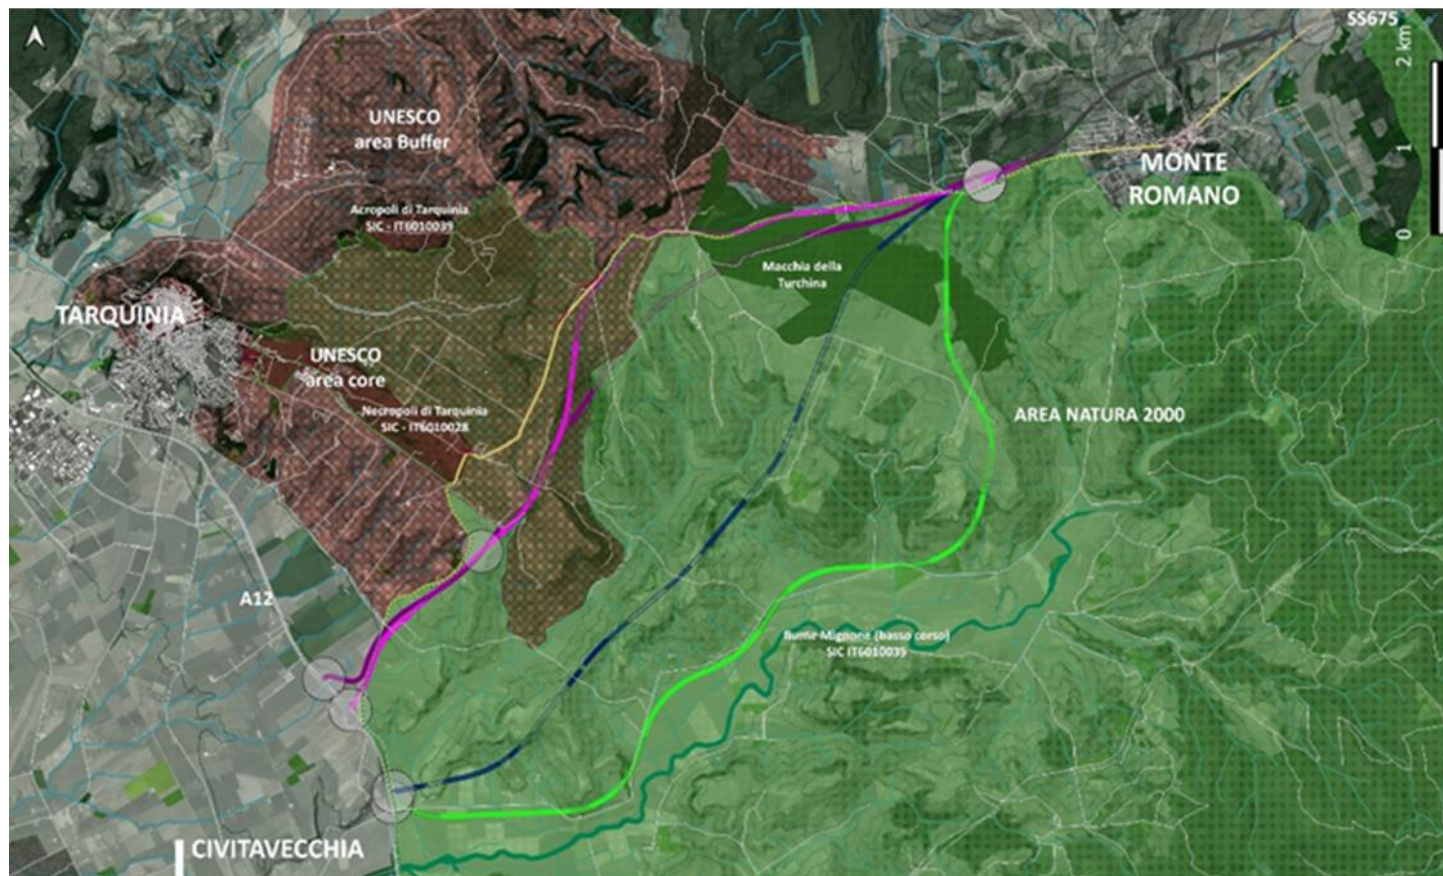 SS675
2 km
1
0
UNESCO
area Buffer
MONTE
ROMANO
Acropoli di Tarquinia
SIC - IT6010039
Macchia della
Turchina
TARQUINIA
UNESCO
area core
Necropoli di Tarquinia
SIC - IT6010028
AREA NATURA 2000
A12
fiume Mignone (basso corso)
SIC IT6010035
CIVITAVECCHIA